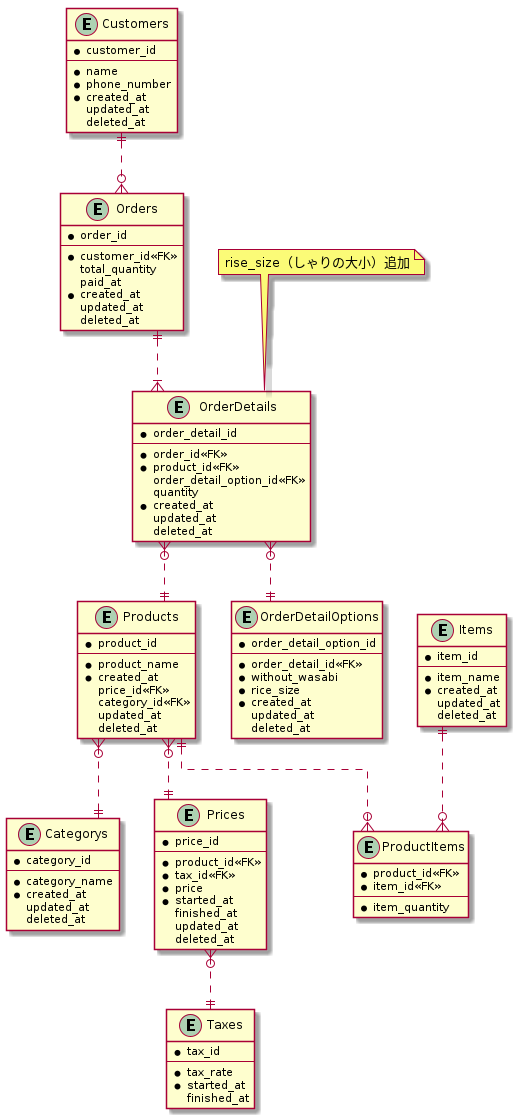 E Customers
customer_id
name
phone_number
created_at
updated_at
deleted_at
E Orders
order_id
customer_id«FK»
total_quantity
paid_at
created_at
updated_at
deleted_at
rise_size（しゃりの大小）追加
E OrderDetails
order_detail_id
order_id«FK»
product_id«FK»
order_detail_option_id«FK»
quantity
created_at
updated_at
deleted_at
E Products
product_id
product_name
created_at
price_id«FK»
category_id«FK»
updated_at
deleted_at
E OrderDetailOptions
order_detail_option_id
order_detail_id«FK»
without_wasabi
rice_size
created_at
updated_at
deleted_at
E Items
item_id
item_name
created_at
updated_at
deleted_at
E Categorys
category_id
category_name
created_at
updated_at
deleted_at
E Prices
price_id
product_id«FK»
tax_id«FK»
price
started_at
finished_at
updated_at
deleted_at
E ProductItems
product_id«FK»
item_id«FK»
item_quantity
E Taxes
tax_id
tax_rate
started_at
finished_at